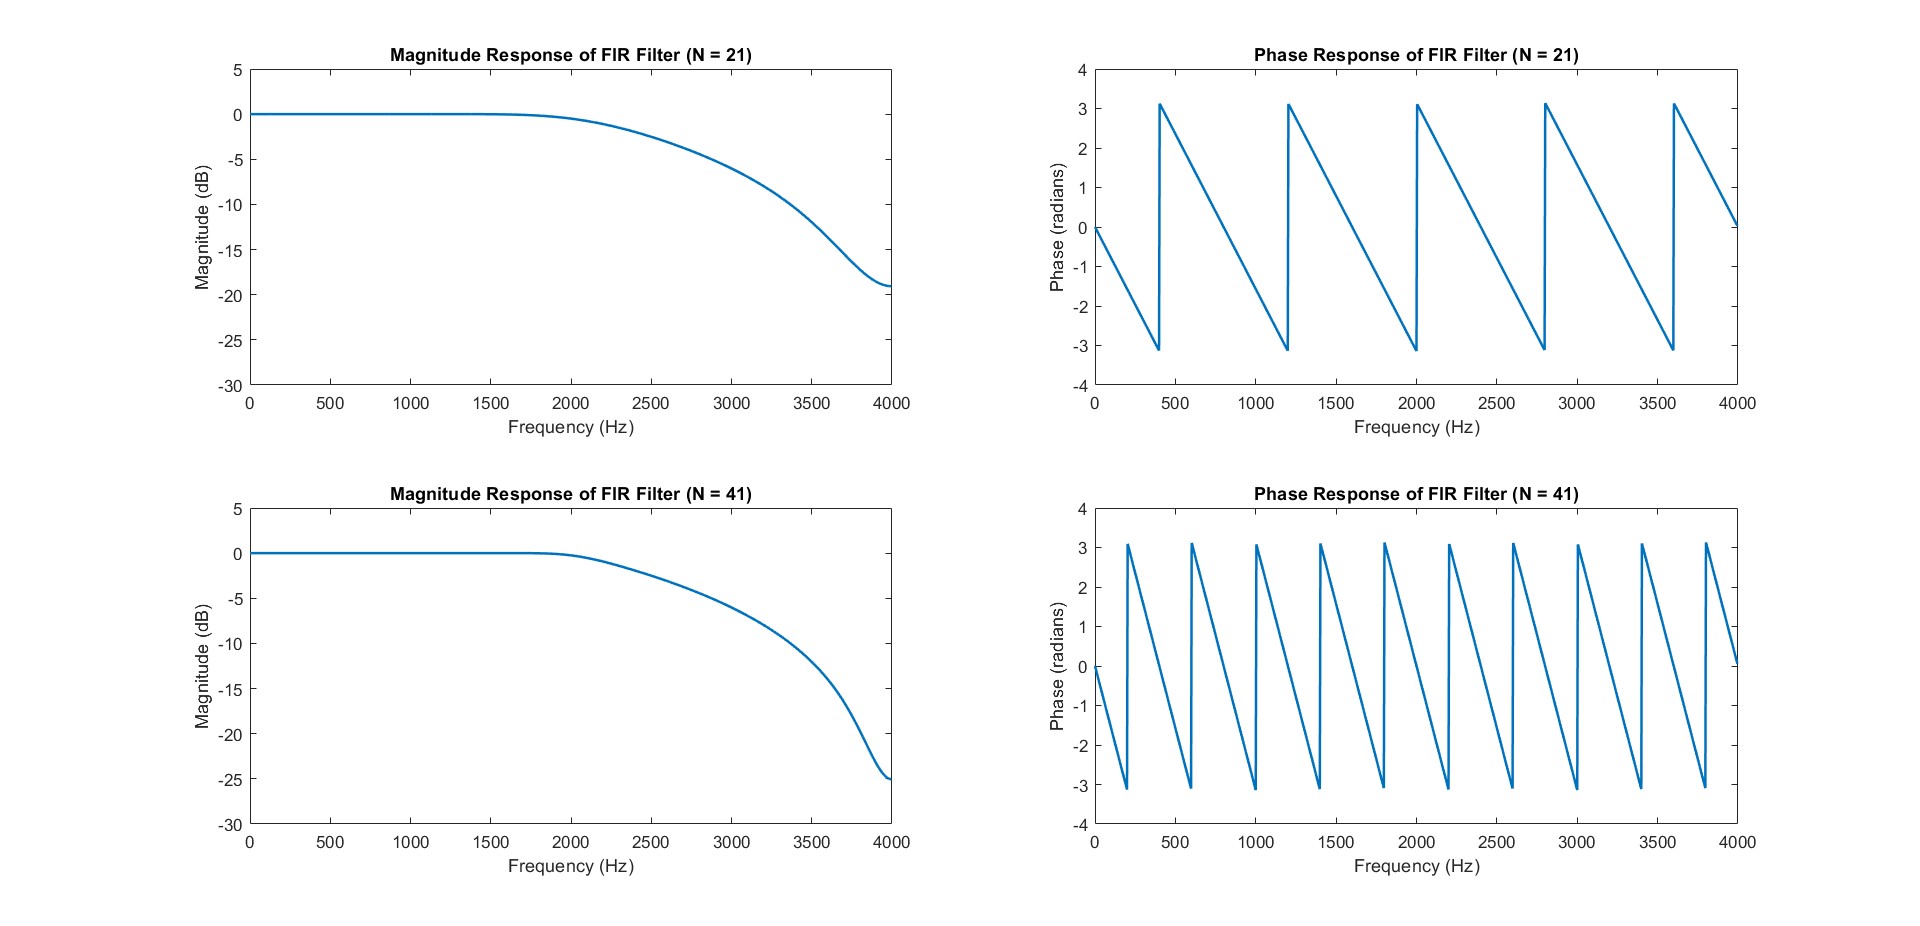 Magnitude Response of FIR Filter (N = 21)
5
0
-5
-10
-15
-20
-25
-30
Magnitude (dB)
0 500 1000 1500 2000 2500 3000 3500 4000
Frequency (Hz)
Phase Response of FIR Filter (N = 21)
4
3
2
1
0
-1
-2
-3
-4
Phase (radians)
0 500 1000 1500 2000 2500 3000 3500 4000
Frequency (Hz)
Magnitude Response of FIR Filter (N = 41)
5
0
-5
-10
-15
-20
-25
-30
Magnitude (dB)
0 500 1000 1500 2000 2500 3000 3500 4000
Frequency (Hz)
Phase Response of FIR Filter (N = 41)
4
3
2
1
0
-1
-2
-3
-4
Phase (radians)
0 500 1000 1500 2000 2500 3000 3500 4000
Frequency (Hz)